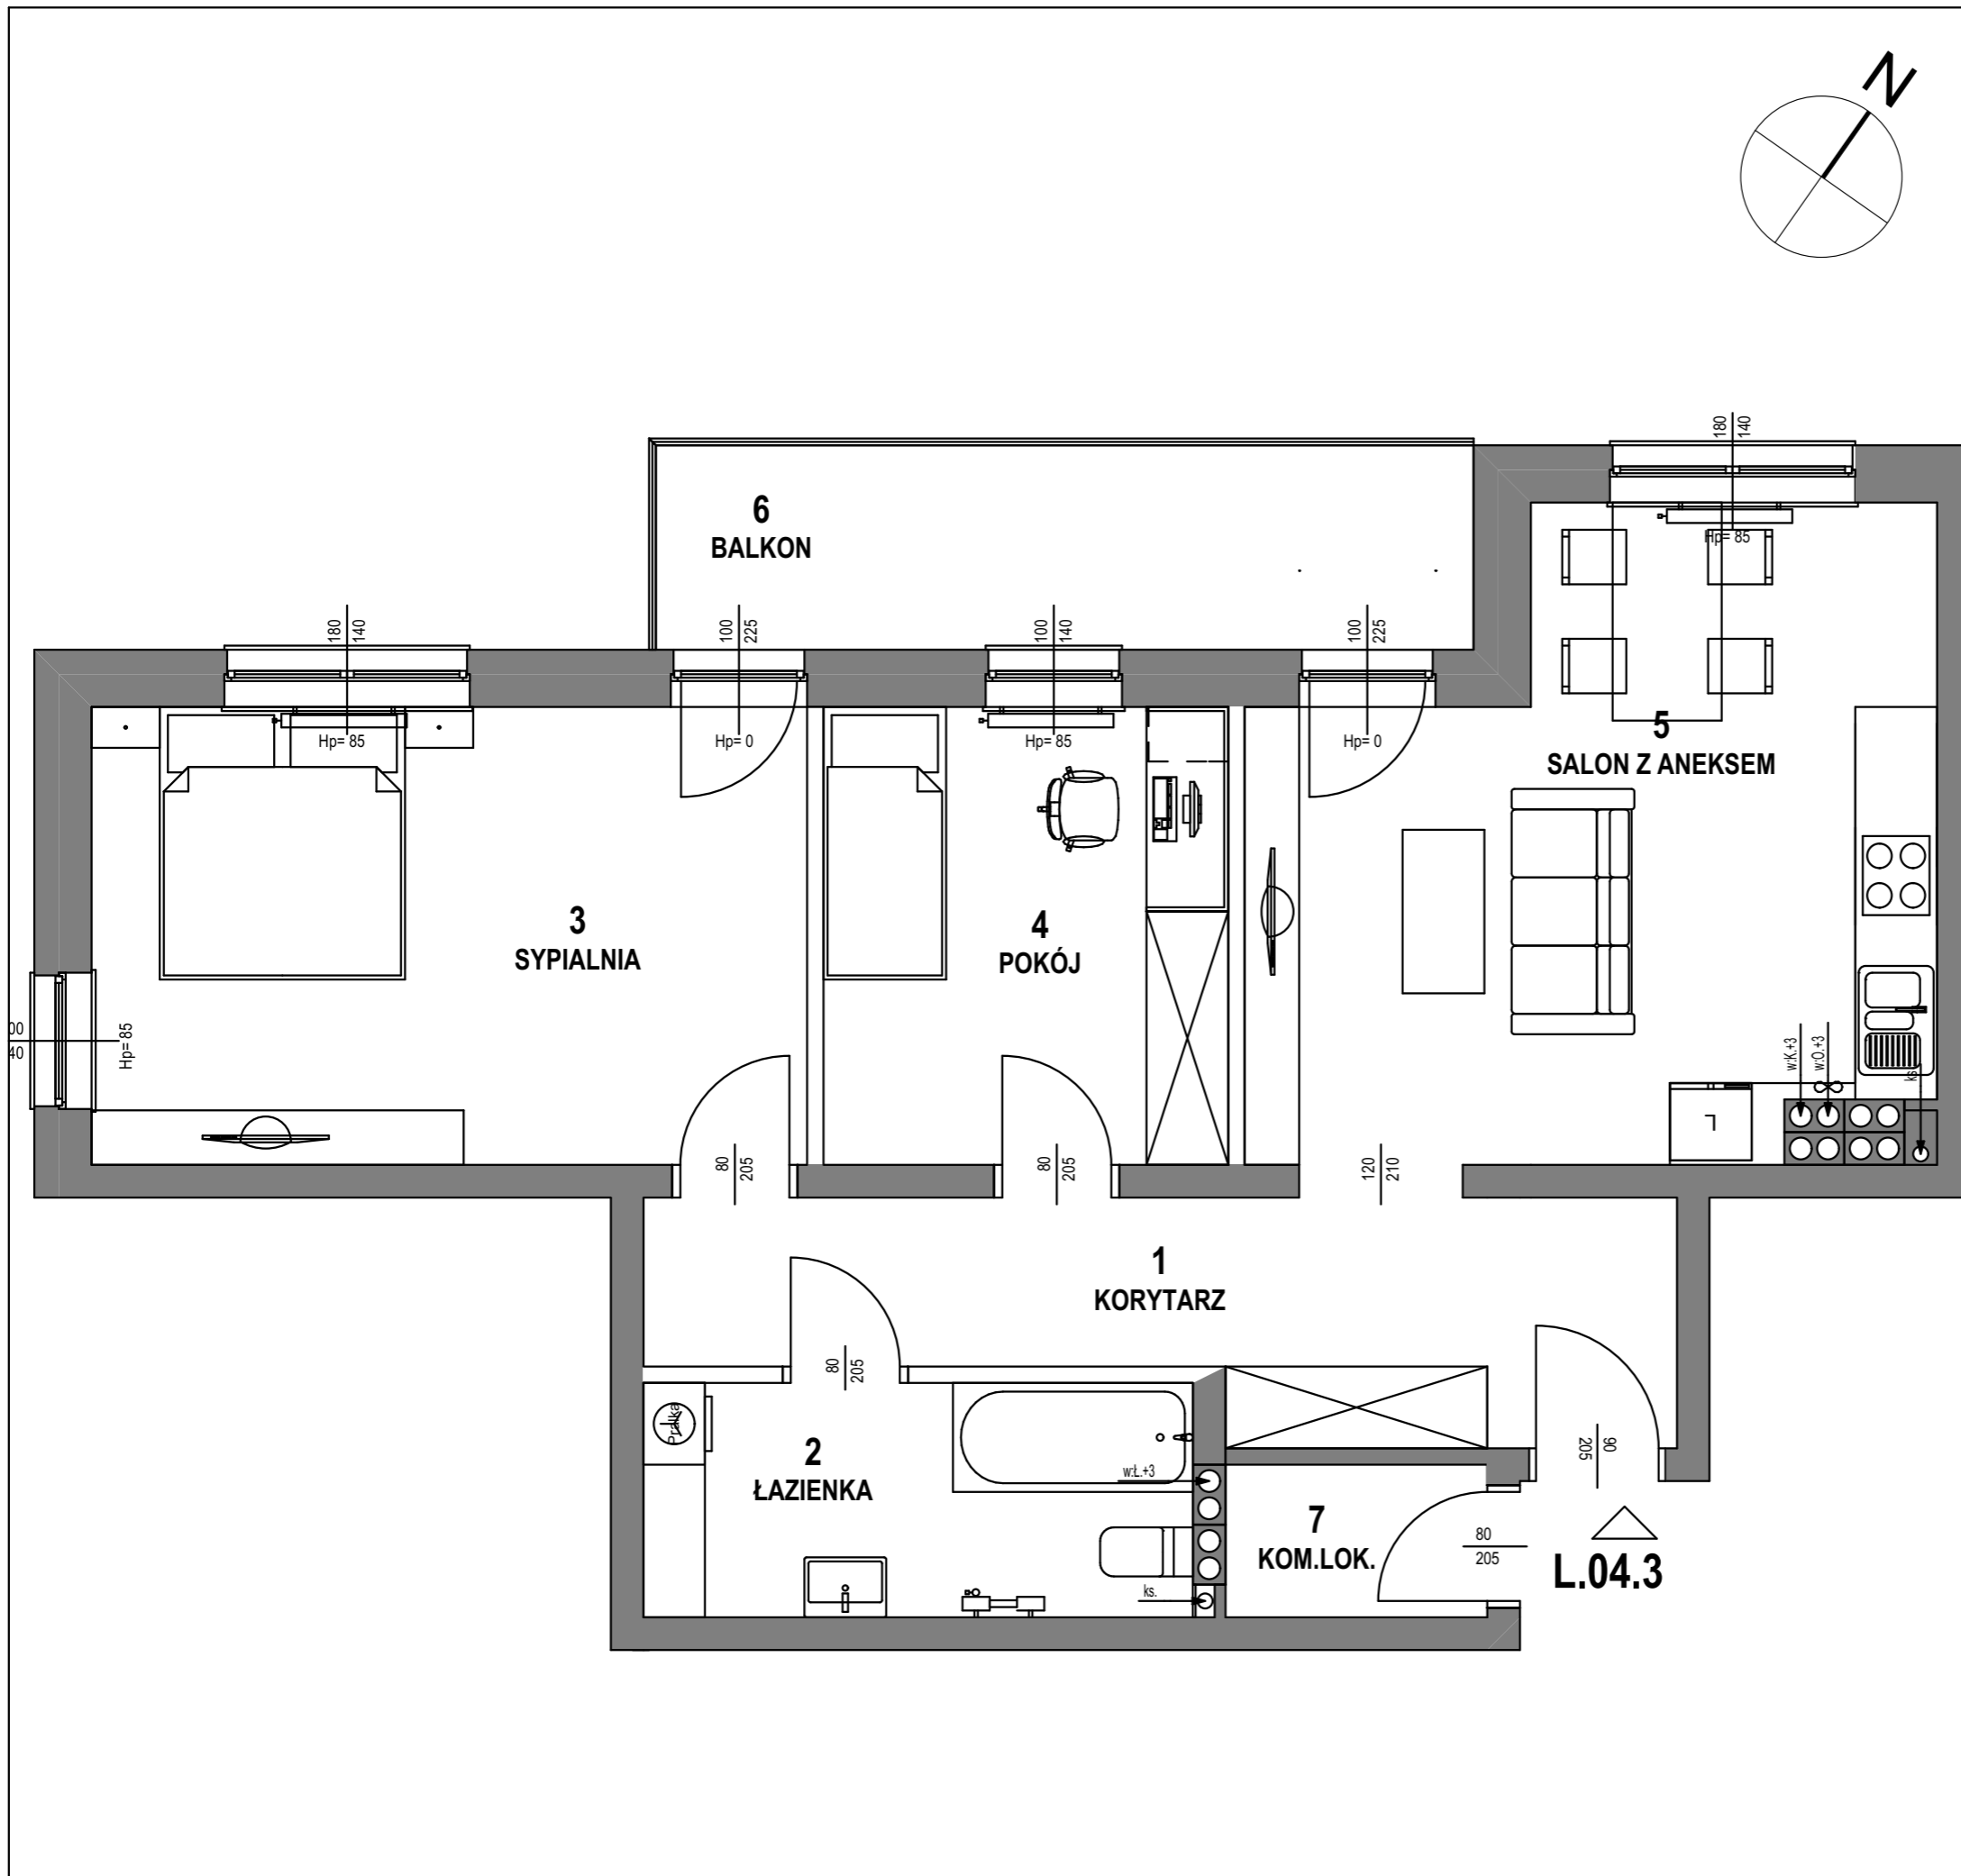 N
180
140
6
BALKON
180
140
100
225
100
140
100
225
Hp= 85
Hp= 85
Hp= 0
Hp= 85
Hp= 0
5
SALON Z ANEKSEM
3
SYPIALNIA
4
POKÓJ
Hp= 85
w:K.+3
w:O.+3
ks.
L
80
205
80
205
120
210
1
KORYTARZ
80
205
Pralka
2
ŁAZIENKA
w:Ł.+3
90
205
7
KOM.LOK.
80
205
L.04.3
ks.